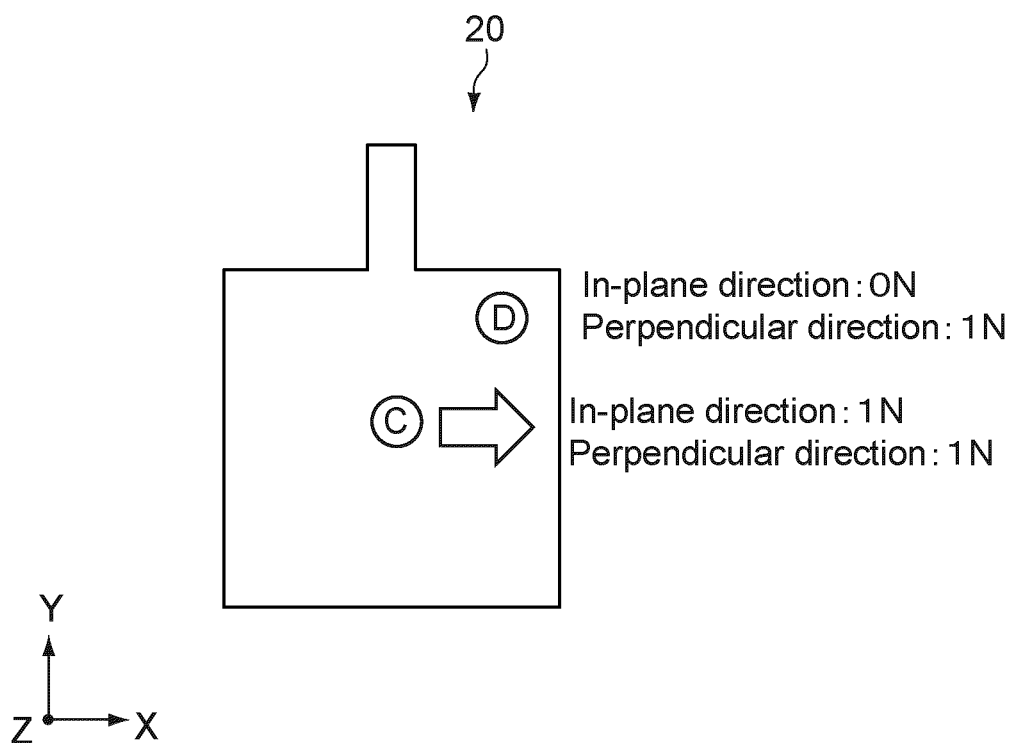 20
In-plane direction: 0N
D
Perpendicular direction: 1N
In-plane direction: 1N
C
Perpendicular direction: 1N
Y
Z
X